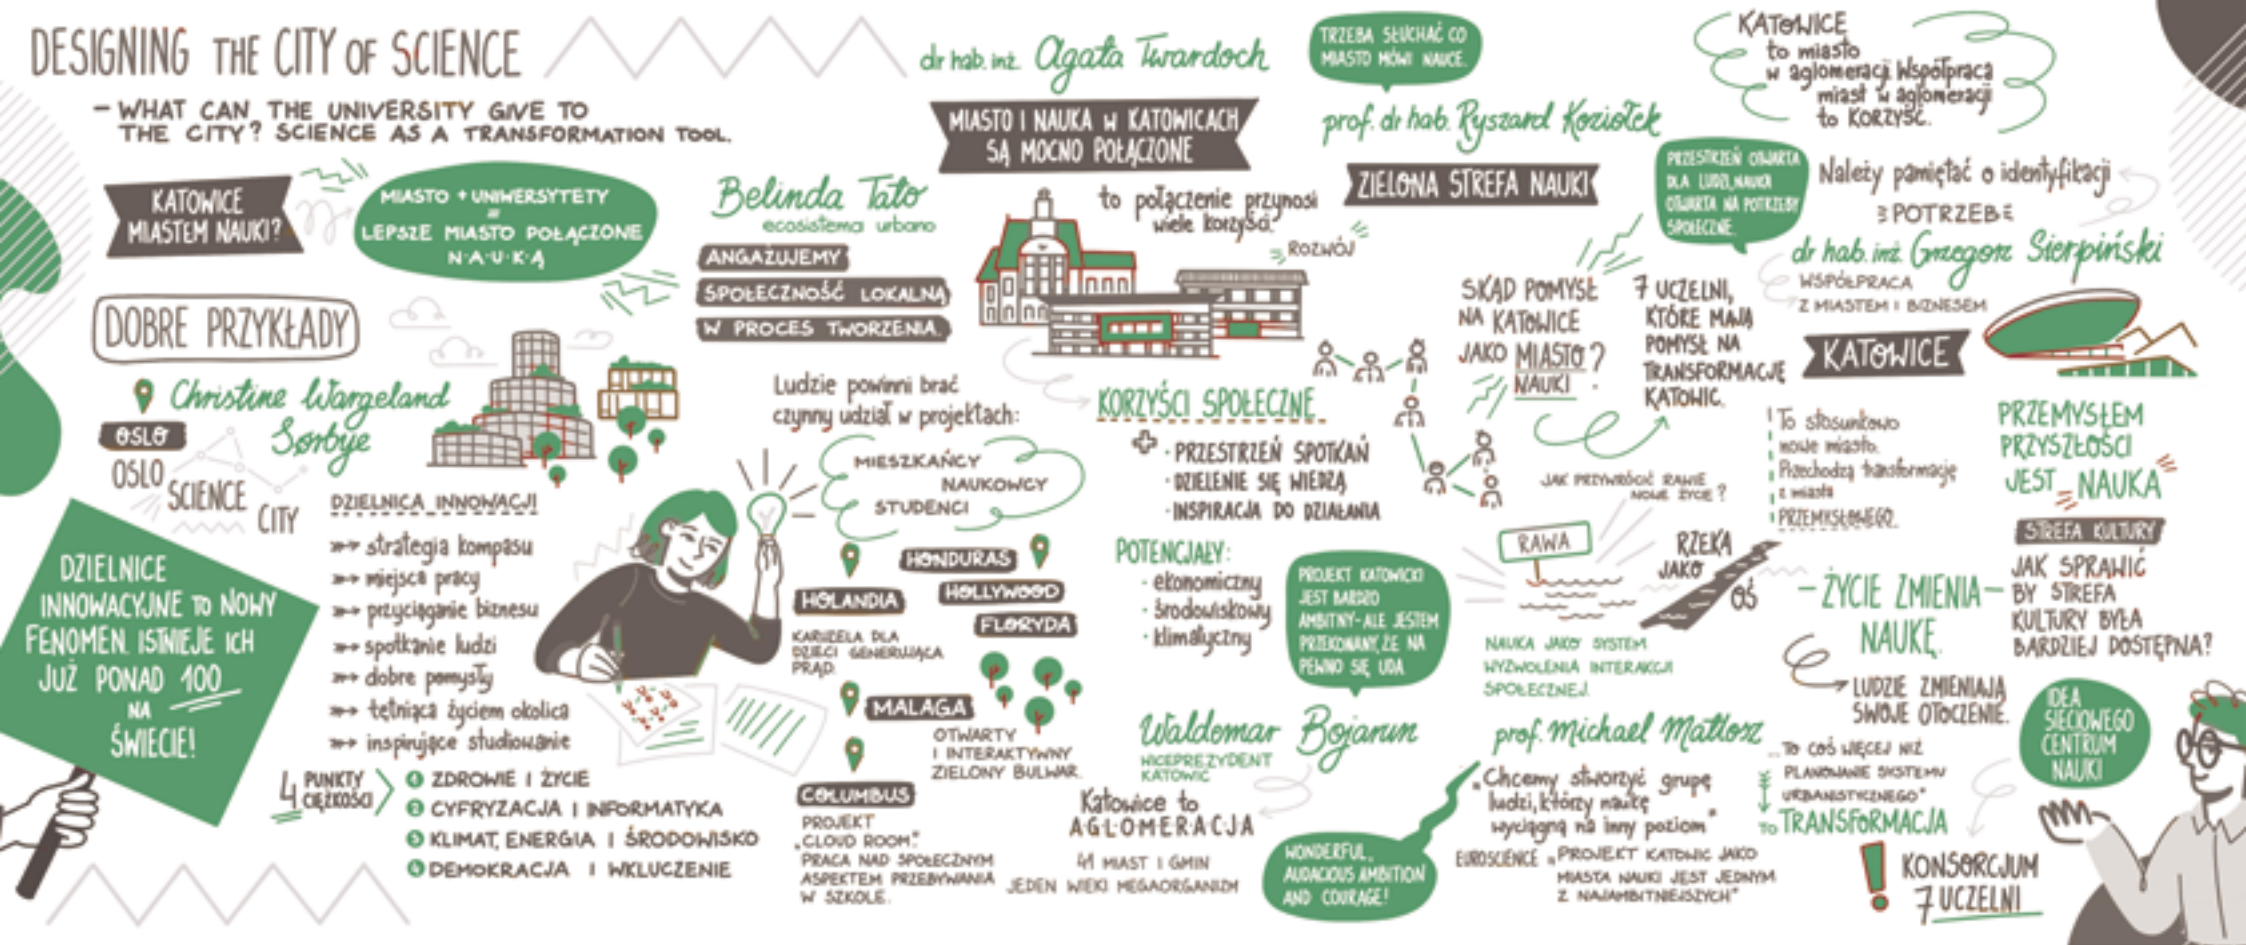 DESIGNING THE CITY OF SCIENCE
- WHAT CAN THE UNIVERSITY GIVE TO
THE CITY? SCIENCE AS A TRANSFORMATION TOOL.
KATOWICE
MIASTEM NAUKI?
MIASTO + UNIWERSYTETY
=
LEPSZE MIASTO POŁĄCZONE
N·A·U·K·Ą
DOBRE PRZYKŁADY
Christine Wargeland
Sørbye
OSLO
OSLO
SCIENCE
CITY
DZIELNICE
INNOWACYJNE TO NOWY
FENOMEN. ISTNIEJE ICH
JUŻ PONAD 100
NA
ŚWIECIE!
DZIELNICA INNOWACJI
strategia kompasu
miejsca pracy
przyciąganie biznesu
spotkanie ludzi
dobre pomysły
tętniąca życiem okolica
inspirujące studiowanie
4 PUNKTY
CIĘŻKOŚCI
1 ZDROWIE I ŻYCIE
2 CYFRYZACJA I INFORMATYKA
3 KLIMAT, ENERGIA I ŚRODOWISKO
4 DEMOKRACJA I WKLUCZENIE
Belinda Tato
ecosistema urbano
ANGAŻUJEMY
SPOŁECZNOŚĆ LOKALNĄ
W PROCES TWORZENIA.
Ludzie powinni brać
czynny udział w projektach:
MIESZKAŃCY
NAUKOWCY
STUDENCI
HONDURAS
HOLANDIA
HOLLYWOOD
FLORYDA
KARUZELA DLA
DZIECI GENERUJĄCA
PRĄD.
MALAGA
OTWARTY
I INTERAKTYWNY
ZIELONY BULWAR.
COLUMBUS
PROJEKT
„CLOUD ROOM".
PRACA NAD SPOŁECZNYM
ASPEKTEM PRZEBYWANIA
W SZKOLE.
dr hab. inż. Agata Twardoch
MIASTO I NAUKA W KATOWICACH
SĄ MOCNO POŁĄCZONE
to połączenie przynosi
wiele korzyści.
ROZWÓJ
KORZYŚCI SPOŁECZNE
+
· PRZESTRZEŃ SPOTKAŃ
· DZIELENIE SIĘ WIEDZĄ
· INSPIRACJA DO DZIAŁANIA
POTENCJAŁY:
· ekonomiczny
· środowiskowy
· klimatyczny
PROJEKT KATOWICKI
JEST BARDZO
AMBITNY - ALE JESTEM
PRZEKONANY, ŻE NA
PEWNO SIĘ UDA.
Waldemar Bojarun
WICEPREZYDENT
KATOWIC
Katowice to
AGLOMERACJA
41 MIAST I GMIN
JEDEN WIELKI MEGAORGANIZM
TRZEBA SŁUCHAĆ CO
MIASTO MÓWI NAUCE.
prof. dr hab. Ryszard Koziołek
ZIELONA STREFA NAUKI
PRZESTRZEŃ OTWARTA
DLA LUDZI, NAUKA
OTWARTA NA POTRZEBY
SPOŁECZNE.
SKĄD POMYSŁ
NA KATOWICE
JAKO MIASTO
NAUKI?
7 UCZELNI,
KTÓRE MAJĄ
POMYSŁ NA
TRANSFORMACJĘ
KATOWIC.
JAK PRZYWRÓCIĆ RAWIE
NOWE ŻYCIE?
RAWA
RZEKA
JAKO
OŚ
NAUKA JAKO SYSTEM
WYZWOLENIA INTERAKCJI
SPOŁECZNEJ.
prof. Michael Matlosz
„Chcemy stworzyć grupę
ludzi, którzy naukę
wyciągną na inny poziom"
WONDERFUL,
AUDACIOUS AMBITION
AND COURAGE!
EUROSCIENCE „PROJEKT KATOWIC JAKO
MIASTA NAUKI JEST JEDNYM
Z NAJAMBITNIEJSZYCH"
KATOWICE
to miasto
w aglomeracji. Współpraca
miast w aglomeracji
to KORZYŚĆ.
Należy pamiętać o identyfikacji
POTRZEB
dr hab. inż. Grzegorz Sierpiński
WSPÓŁPRACA
Z MIASTEM I BIZNESEM
KATOWICE
To stosunkowo
nowe miasto.
Przechodzą transformację
z miasta
PRZEMYSŁOWEGO.
PRZEMYSŁEM
PRZYSZŁOŚCI
JEST NAUKA
STREFA KULTURY
JAK SPRAWIĆ
BY STREFA
KULTURY BYŁA
BARDZIEJ DOSTĘPNA?
- ŻYCIE ZMIENIA -
NAUKĘ.
LUDZIE ZMIENIAJĄ
SWOJE OTOCZENIE.
„TO COŚ WIĘCEJ NIŻ
PLANOWANIE SYSTEMU
URBANISTYCZNEGO"
TO TRANSFORMACJA
IDEA
SIECIOWEGO
CENTRUM
NAUKI
! KONSORCJUM
7 UCZELNI